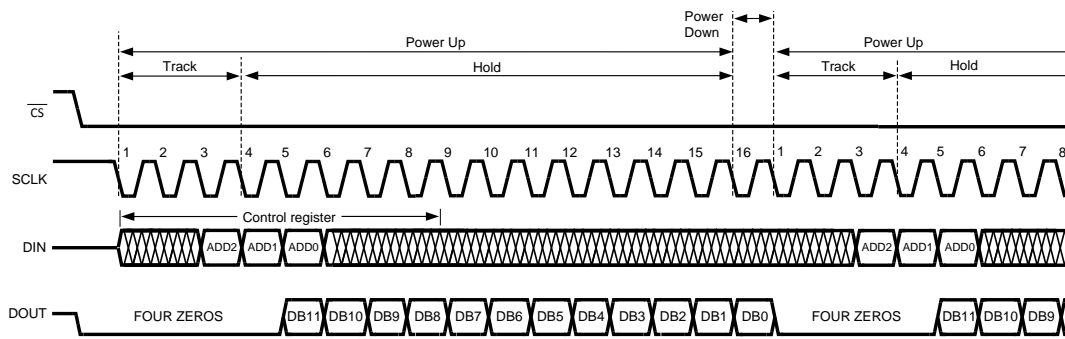 Power Down
Power Up
Power Up
Track
Hold
Track
Hold
CS
1 2 3 4 5 6 7 8 9 10 11 12 13 14 15 16 1 2 3 4 5 6 7 8
SCLK
Control register
DIN
ADD2 ADD1 ADD0 ADD2 ADD1 ADD0
DOUT
FOUR ZEROS DB11 DB10 DB9 DB8 DB7 DB6 DB5 DB4 DB3 DB2 DB1 DB0 FOUR ZEROS DB11 DB10 DB9